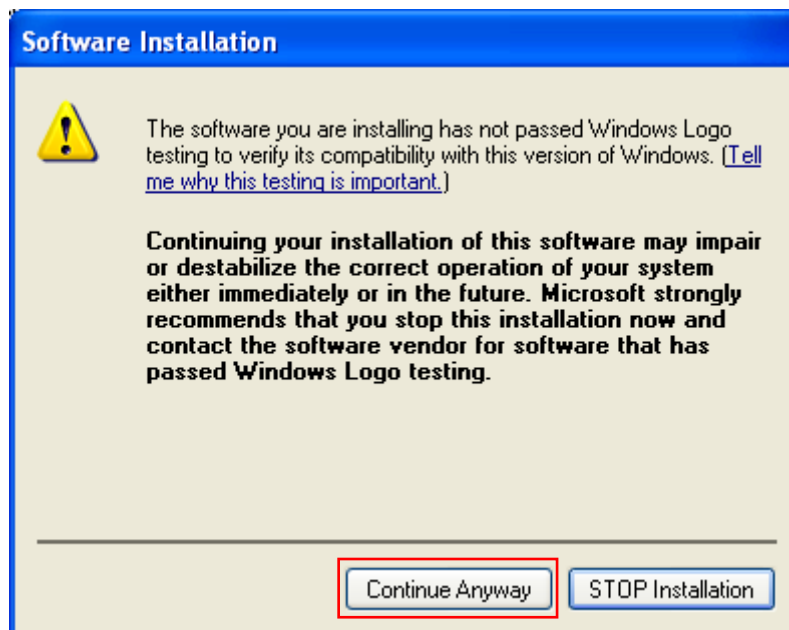 Software Installation
The software you are installing has not passed Windows Logo
testing to verify its compatibility with this version of Windows. (Tell
me why this testing is important.)
Continuing your installation of this software may impair
or destabilize the correct operation of your system
either immediately or in the future. Microsoft strongly
recommends that you stop this installation now and
contact the software vendor for software that has
passed Windows Logo testing.
Continue Anyway
STOP Installation